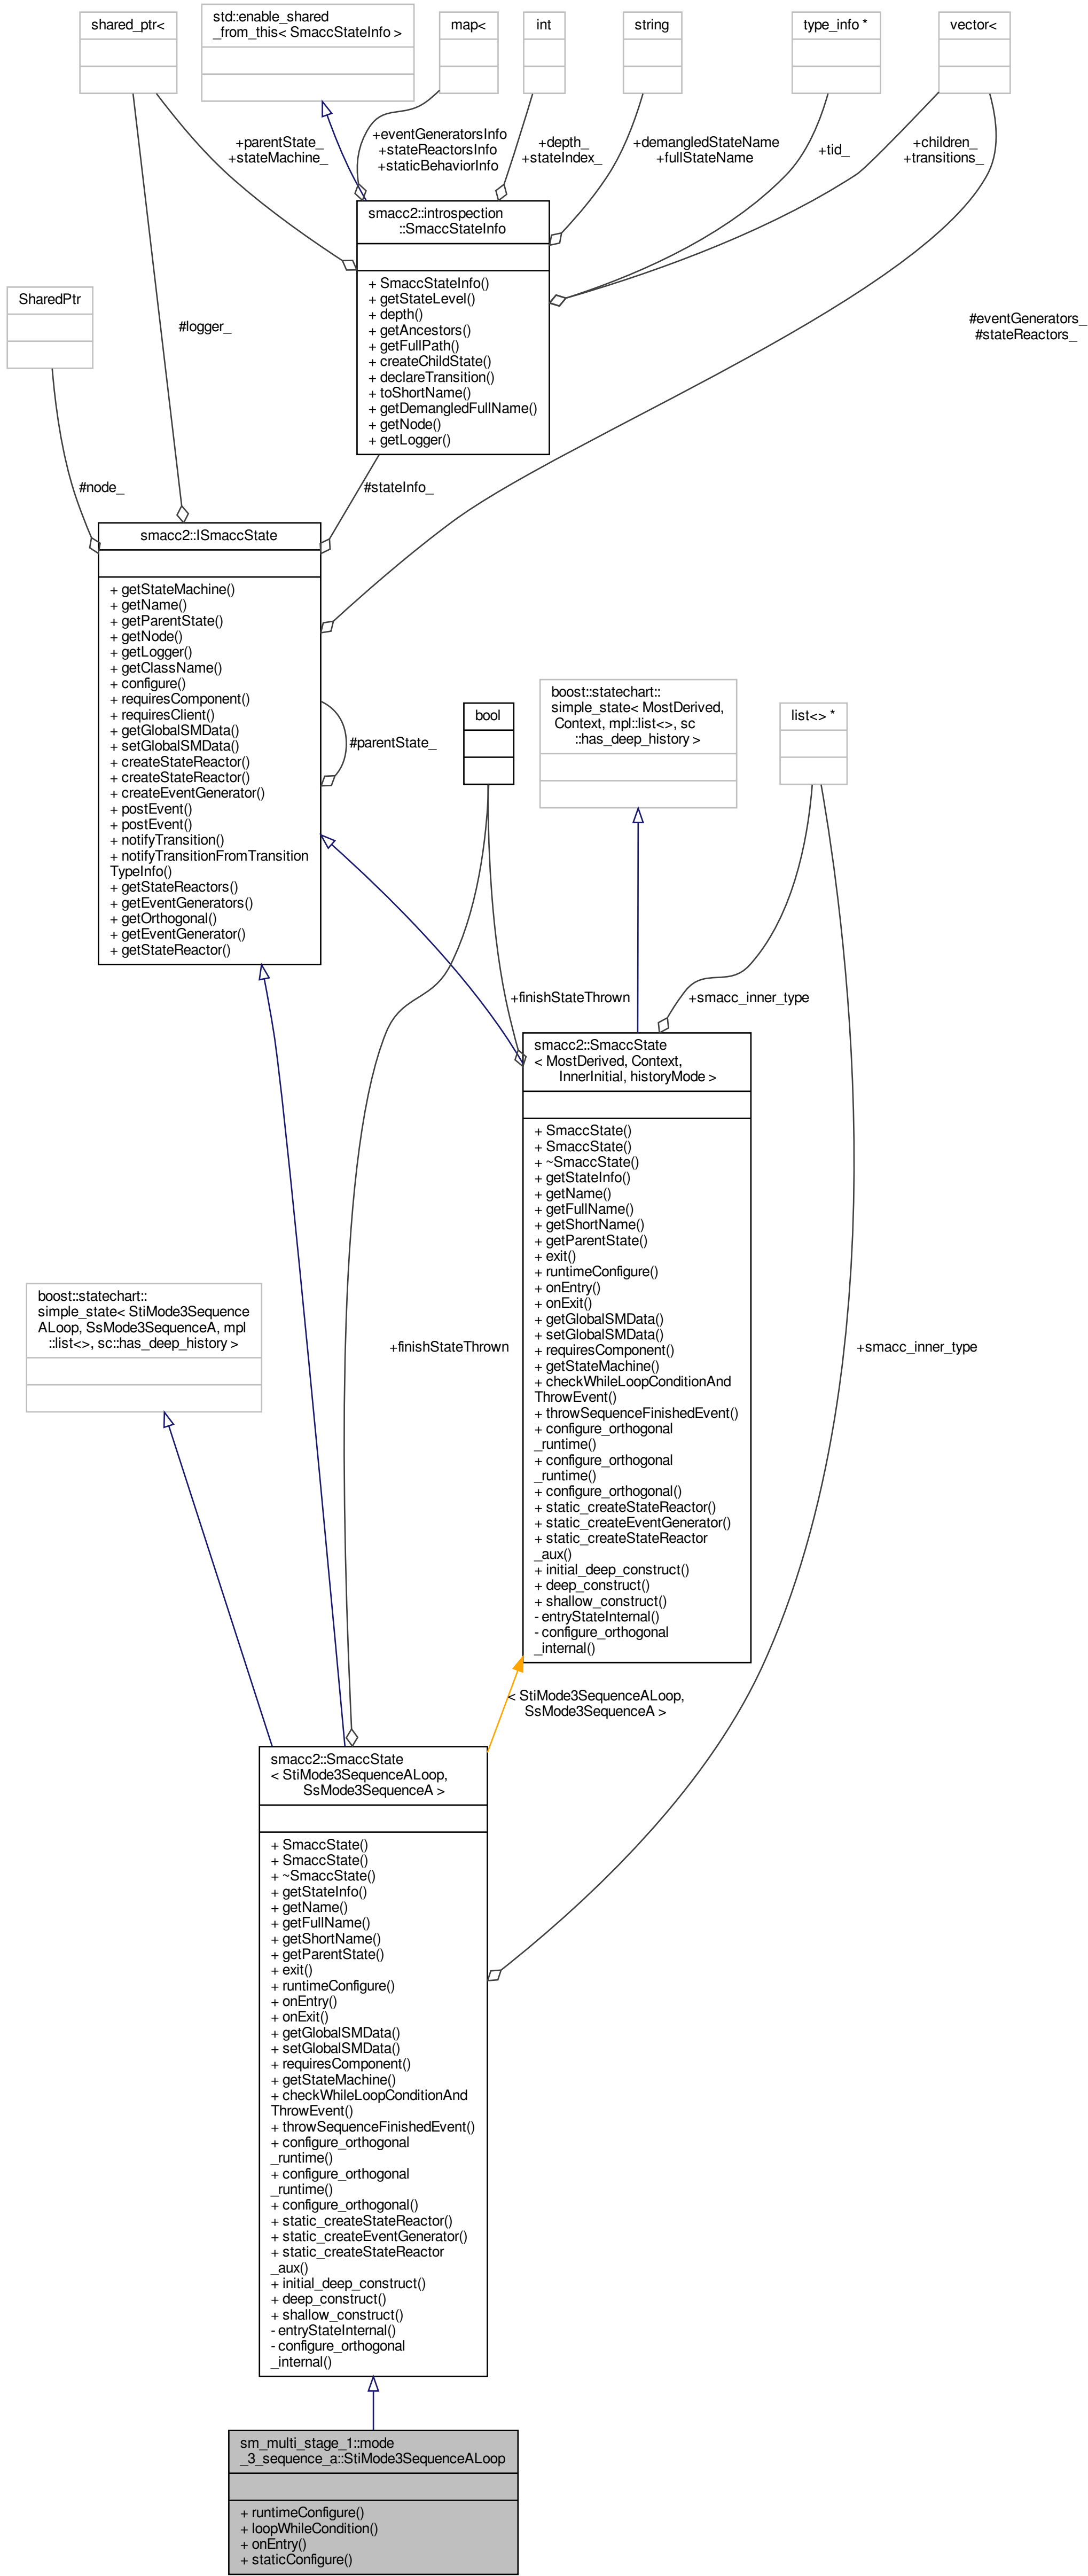 shared_ptr<
std::enable_shared
_from_this< SmaccStateInfo >
map<
int
string
type_info *
vector<
+parentState_
+stateMachine_
+eventGeneratorsInfo
+stateReactorsInfo
+staticBehaviorInfo
+depth_
+stateIndex_
+demangledStateName
+fullStateName
+tid_
+children_
+transitions_
smacc2::introspection
::SmaccStateInfo
+ SmaccStateInfo()
+ getStateLevel()
+ depth()
+ getAncestors()
+ getFullPath()
+ createChildState()
+ declareTransition()
+ toShortName()
+ getDemangledFullName()
+ getNode()
+ getLogger()
SharedPtr
#logger_
#eventGenerators_
#stateReactors_
#node_
#stateInfo_
smacc2::ISmaccState
+ getStateMachine()
+ getName()
+ getParentState()
+ getNode()
+ getLogger()
+ getClassName()
+ configure()
+ requiresComponent()
+ requiresClient()
+ getGlobalSMData()
+ setGlobalSMData()
+ createStateReactor()
+ createStateReactor()
+ createEventGenerator()
+ postEvent()
+ postEvent()
+ notifyTransition()
+ notifyTransitionFromTransition
TypeInfo()
+ getStateReactors()
+ getEventGenerators()
+ getOrthogonal()
+ getEventGenerator()
+ getStateReactor()
#parentState_
bool
boost::statechart::
simple_state< MostDerived,
Context, mpl::list<>, sc
::has_deep_history >
list<> *
+finishStateThrown
+smacc_inner_type
smacc2::SmaccState
< MostDerived, Context,
InnerInitial, historyMode >
+ SmaccState()
+ SmaccState()
+ ~SmaccState()
+ getStateInfo()
+ getName()
+ getFullName()
+ getShortName()
+ getParentState()
+ exit()
+ runtimeConfigure()
+ onEntry()
+ onExit()
+ getGlobalSMData()
+ setGlobalSMData()
+ requiresComponent()
+ getStateMachine()
+ checkWhileLoopConditionAnd
ThrowEvent()
+ throwSequenceFinishedEvent()
+ configure_orthogonal
_runtime()
+ configure_orthogonal
_runtime()
+ configure_orthogonal()
+ static_createStateReactor()
+ static_createEventGenerator()
+ static_createStateReactor
_aux()
+ initial_deep_construct()
+ deep_construct()
+ shallow_construct()
- entryStateInternal()
- configure_orthogonal
_internal()
boost::statechart::
simple_state< StiMode3Sequence
ALoop, SsMode3SequenceA, mpl
::list<>, sc::has_deep_history >
+finishStateThrown
+smacc_inner_type
< StiMode3SequenceALoop,
SsMode3SequenceA >
smacc2::SmaccState
< StiMode3SequenceALoop,
SsMode3SequenceA >
+ SmaccState()
+ SmaccState()
+ ~SmaccState()
+ getStateInfo()
+ getName()
+ getFullName()
+ getShortName()
+ getParentState()
+ exit()
+ runtimeConfigure()
+ onEntry()
+ onExit()
+ getGlobalSMData()
+ setGlobalSMData()
+ requiresComponent()
+ getStateMachine()
+ checkWhileLoopConditionAnd
ThrowEvent()
+ throwSequenceFinishedEvent()
+ configure_orthogonal
_runtime()
+ configure_orthogonal
_runtime()
+ configure_orthogonal()
+ static_createStateReactor()
+ static_createEventGenerator()
+ static_createStateReactor
_aux()
+ initial_deep_construct()
+ deep_construct()
+ shallow_construct()
- entryStateInternal()
- configure_orthogonal
_internal()
sm_multi_stage_1::mode
_3_sequence_a::StiMode3SequenceALoop
+ runtimeConfigure()
+ loopWhileCondition()
+ onEntry()
+ staticConfigure()